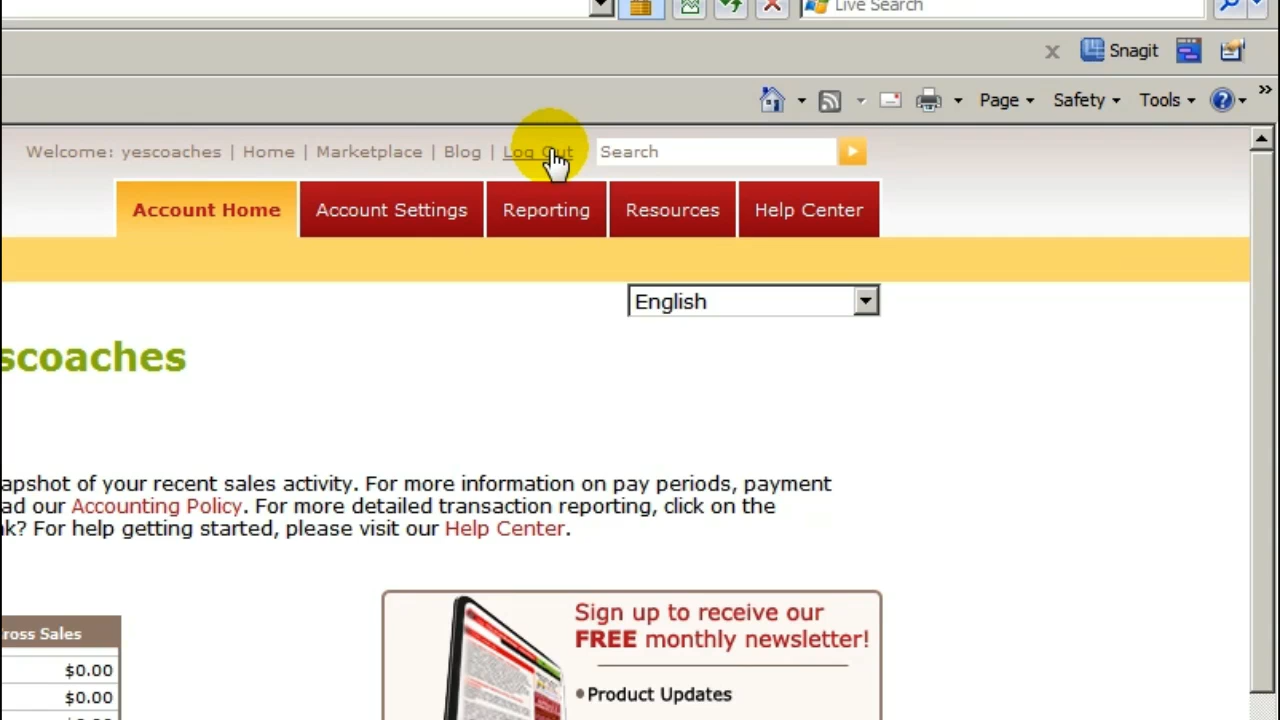 Live Search
x Snagit
Page Safety Tools »
Welcome: yescoaches | Home | Marketplace | Blog | Log Out Search
Account Home Account Settings Reporting Resources Help Center
English
scoaches
apshot of your recent sales activity. For more information on pay periods, payment
ad our Accounting Policy. For more detailed transaction reporting, click on the
k? For help getting started, please visit our Help Center.
ross Sales
$0.00
$0.00
Sign up to receive our
FREE monthly newsletter!
Product Updates